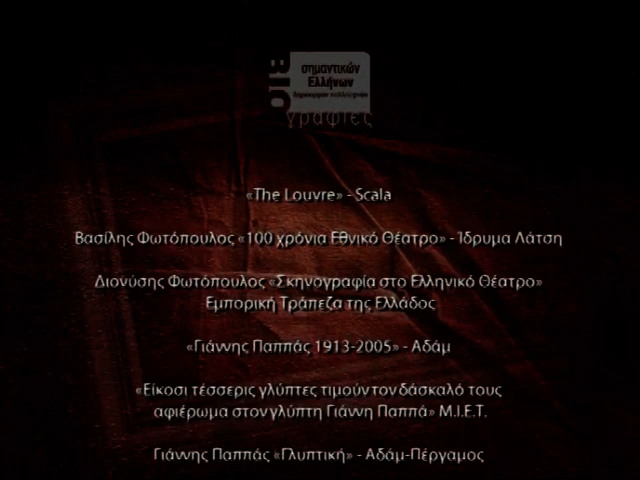 βιο
σημαντικών
Ελλήνων
γραφίες
«The Louvre» - Scala
Βασίλης Φωτόπουλος «100 χρόνια Εθνικό Θέατρο» - Ίδρυμα Λάτση
Διονύσης Φωτόπουλος «Σκηνογραφία στο Ελληνικό Θέατρο»
Εμπορική Τράπεζα της Ελλάδος
«Γιάννης Παππάς 1913-2005» - Αδάμ
«Είκοσι τέσσερις γλύπτες τιμούν τον δάσκαλό τους
αφιέρωμα στον γλύπτη Γιάννη Παππά» Μ.Ι.Ε.Τ.
Γιάννης Παππάς «Γλυπτική» - Αδάμ-Πέργαμος